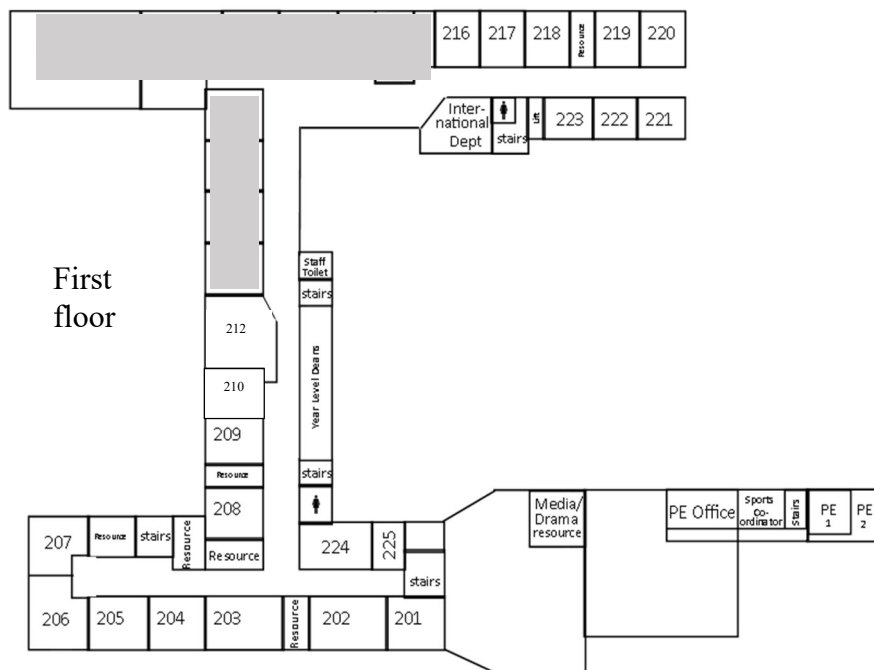 216
217
218
Resource
219
220
Inter-
national
Dept
stairs
Lift
223
222
221
First
floor
Staff
Toilet
stairs
212
Year Level Deans
210
209
Resource
stairs
208
Resource
207
Resource
stairs
Resource
224
225
stairs
206
205
204
203
Resource
202
201
Media/
Drama
resource
PE Office
Sports
Co-
ordinator
Stairs
PE
1
PE
2